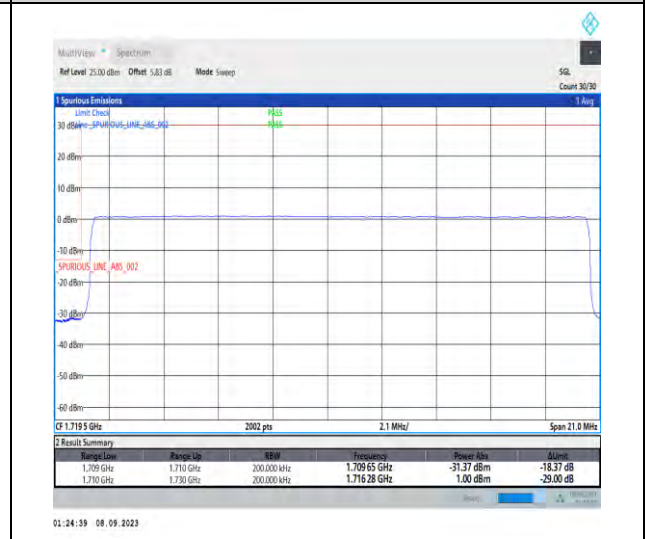 MultiView Spectrum
Ref Level 25.00 dBm Offset 5.83 dB Mode Sweep SGL
Count 30/30
1 Spurious Emissions 1 Avg
Limit Check PASS
30 dBm _SPURIOUS_LINE_ABS_002 PASS
20 dBm
10 dBm
0 dBm
-10 dBm
_SPURIOUS_LINE_ABS_002
-20 dBm
-30 dBm
-40 dBm
-50 dBm
-60 dBm
CF 1.7195 GHz 2002 pts 2.1 MHz/ Span 21.0 MHz
2 Result Summary
Range Low Range Up RBW Frequency Power Abs ΔLimit
1.709 GHz 1.710 GHz 200.000 kHz 1.709 65 GHz -31.37 dBm -18.37 dB
1.710 GHz 1.730 GHz 200.000 kHz 1.716 28 GHz 1.00 dBm -29.00 dB
01:24:39 08.09.2023